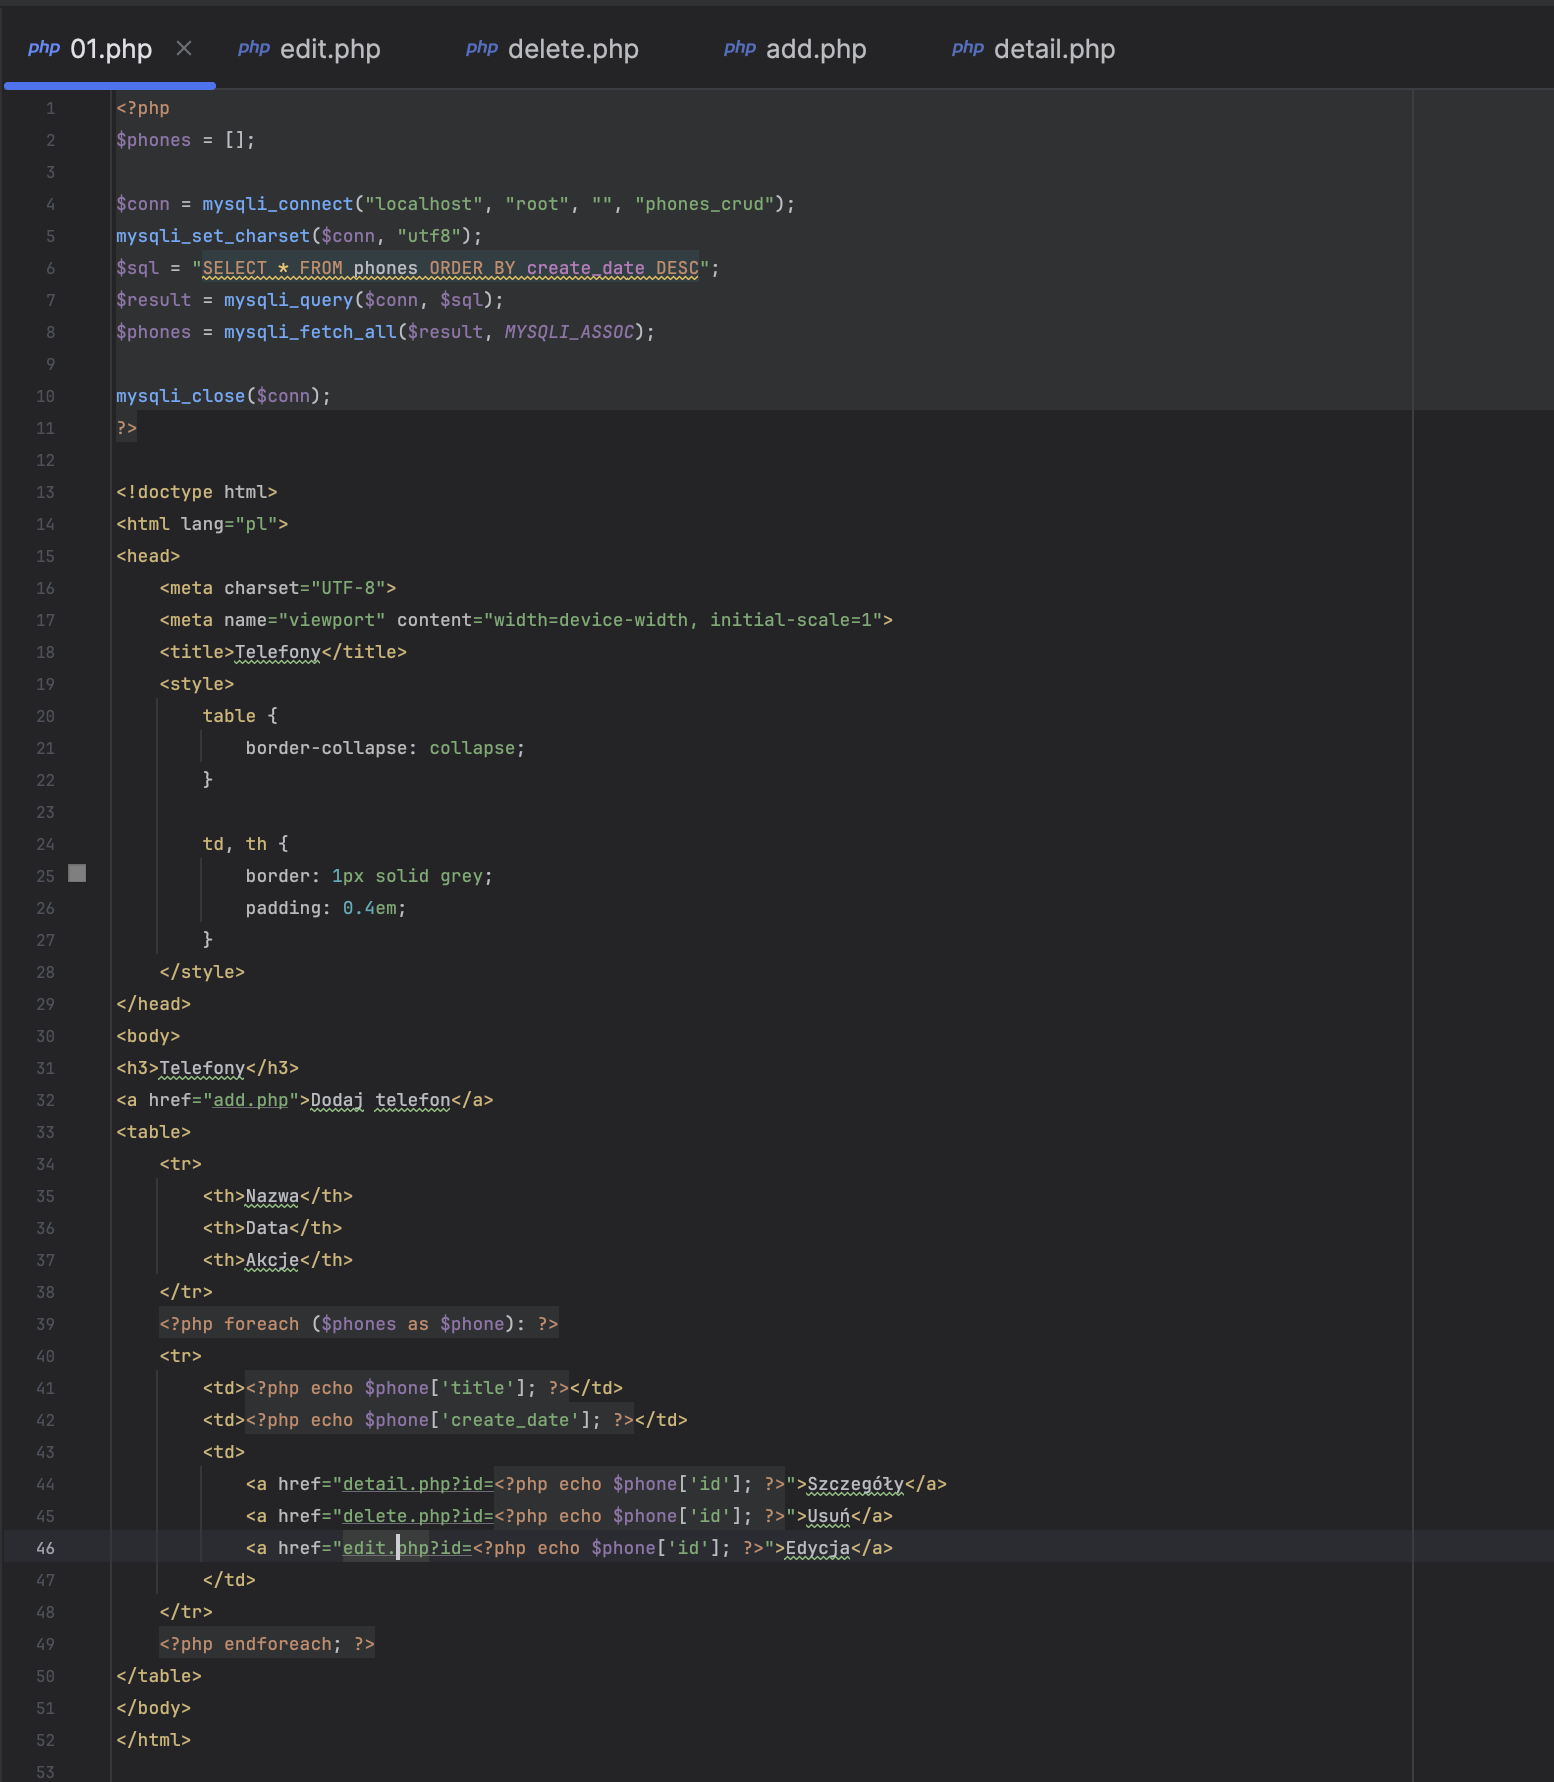 php 01.php × php edit.php php delete.php php add.php php detail.php
1 <?php
2 $phones = [];
3
4 $conn = mysqli_connect("localhost", "root", "", "phones_crud");
5 mysqli_set_charset($conn, "utf8");
6 $sql = "SELECT * FROM phones ORDER BY create_date DESC";
7 $result = mysqli_query($conn, $sql);
8 $phones = mysqli_fetch_all($result, MYSQLI_ASSOC);
9
10 mysqli_close($conn);
11 ?>
12
13 <!doctype html>
14 <html lang="pl">
15 <head>
16     <meta charset="UTF-8">
17     <meta name="viewport" content="width=device-width, initial-scale=1">
18     <title>Telefony</title>
19     <style>
20         table {
21             border-collapse: collapse;
22         }
23
24         td, th {
25             border: 1px solid grey;
26             padding: 0.4em;
27         }
28     </style>
29 </head>
30 <body>
31 <h3>Telefony</h3>
32 <a href="add.php">Dodaj telefon</a>
33 <table>
34     <tr>
35         <th>Nazwa</th>
36         <th>Data</th>
37         <th>Akcje</th>
38     </tr>
39     <?php foreach ($phones as $phone): ?>
40     <tr>
41         <td><?php echo $phone['title']; ?></td>
42         <td><?php echo $phone['create_date']; ?></td>
43         <td>
44             <a href="detail.php?id=<?php echo $phone['id']; ?>">Szczegóły</a>
45             <a href="delete.php?id=<?php echo $phone['id']; ?>">Usuń</a>
46             <a href="edit.php?id=<?php echo $phone['id']; ?>">Edycja</a>
47         </td>
48     </tr>
49     <?php endforeach; ?>
50 </table>
51 </body>
52 </html>
53